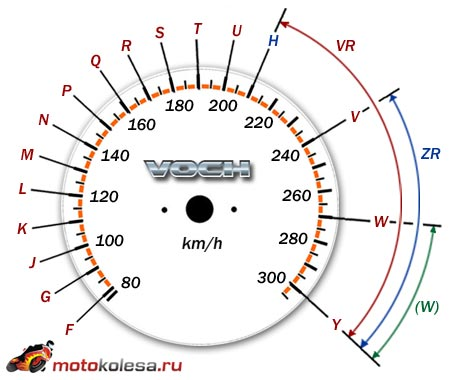 H
VR
U
T
S
R
Q
P
N
M
L
K
J
G
F
V
ZR
W
(W)
Y
80
100
120
140
160
180
200
220
240
260
280
300
VOCH
km/h
motokolesa.ru